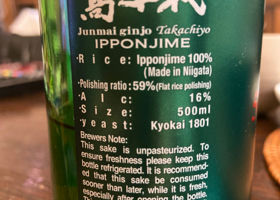 高千代
Junmai ginjo Takachiyo
IPPONJIME
・Rice: Ipponjime 100%
(Made in Niigata)
・Polishing ratio: 59% (Flat rice polishing)
・Alc: 16%
・Size: 500ml
・yeast: Kyokai 1801
Brewers Note:
This sake is unpasteurized. To
ensure freshness please keep this
bottle refrigerated. It is recommend-
ed that this sake be consumed
sooner than later, while it is fresh,
especially after opening the bottle.